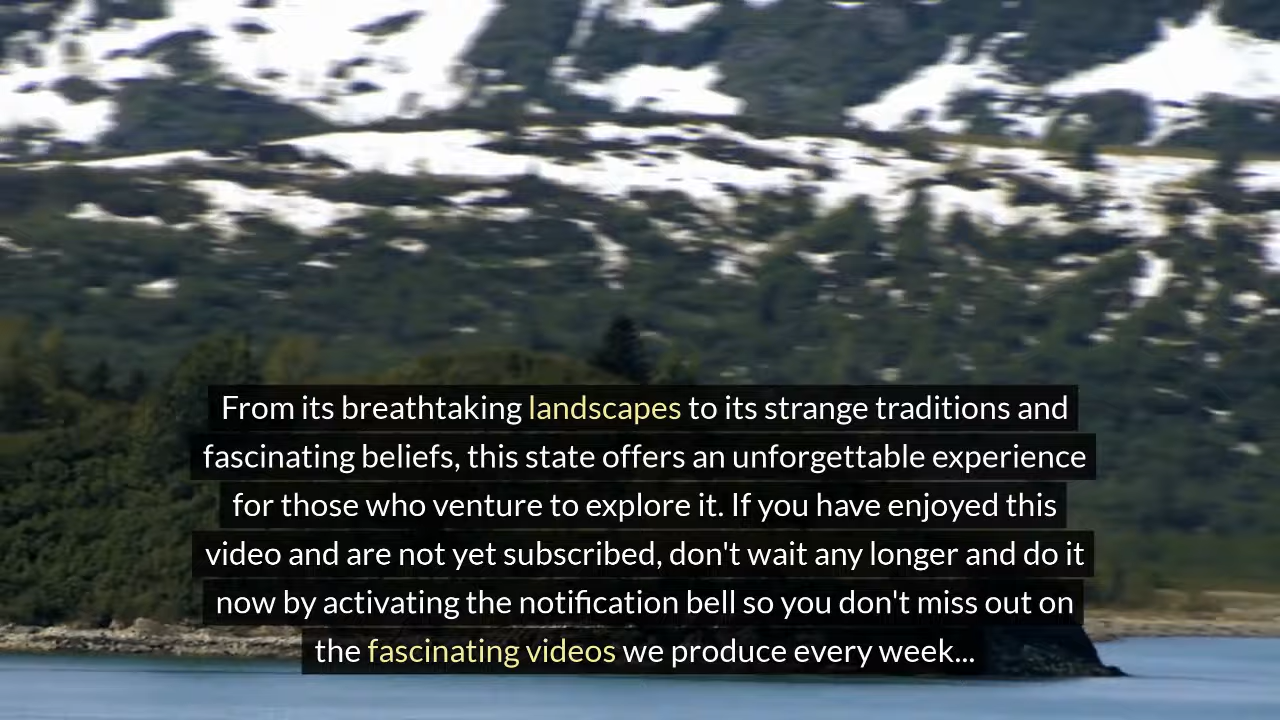 From its breathtaking landscapes to its strange traditions and
fascinating beliefs, this state offers an unforgettable experience
for those who venture to explore it. If you have enjoyed this
video and are not yet subscribed, don't wait any longer and do it
now by activating the notification bell so you don't miss out on
the fascinating videos we produce every week...